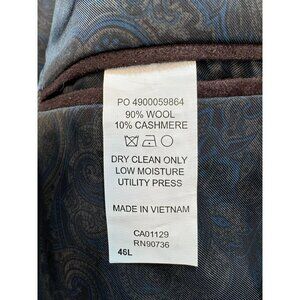 PO 4900059864
90% WOOL
10% CASHMERE
DRY CLEAN ONLY
LOW MOISTURE
UTILITY PRESS
MADE IN VIETNAM
CA01129
RN90736
46L